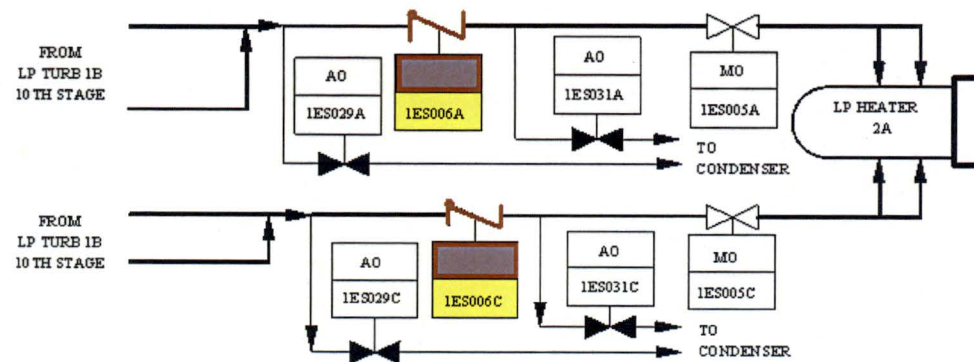 FROM
LP TURB 1B
10 TH STAGE
AO
1ES029A
1ES006A
AO
1ES031A
MO
1ES005A
LP HEATER
2A
TO
CONDENSER
FROM
LP TURB 1B
10 TH STAGE
AO
1ES029C
1ES006C
AO
1ES031C
MO
1ES005C
TO
CONDENSER